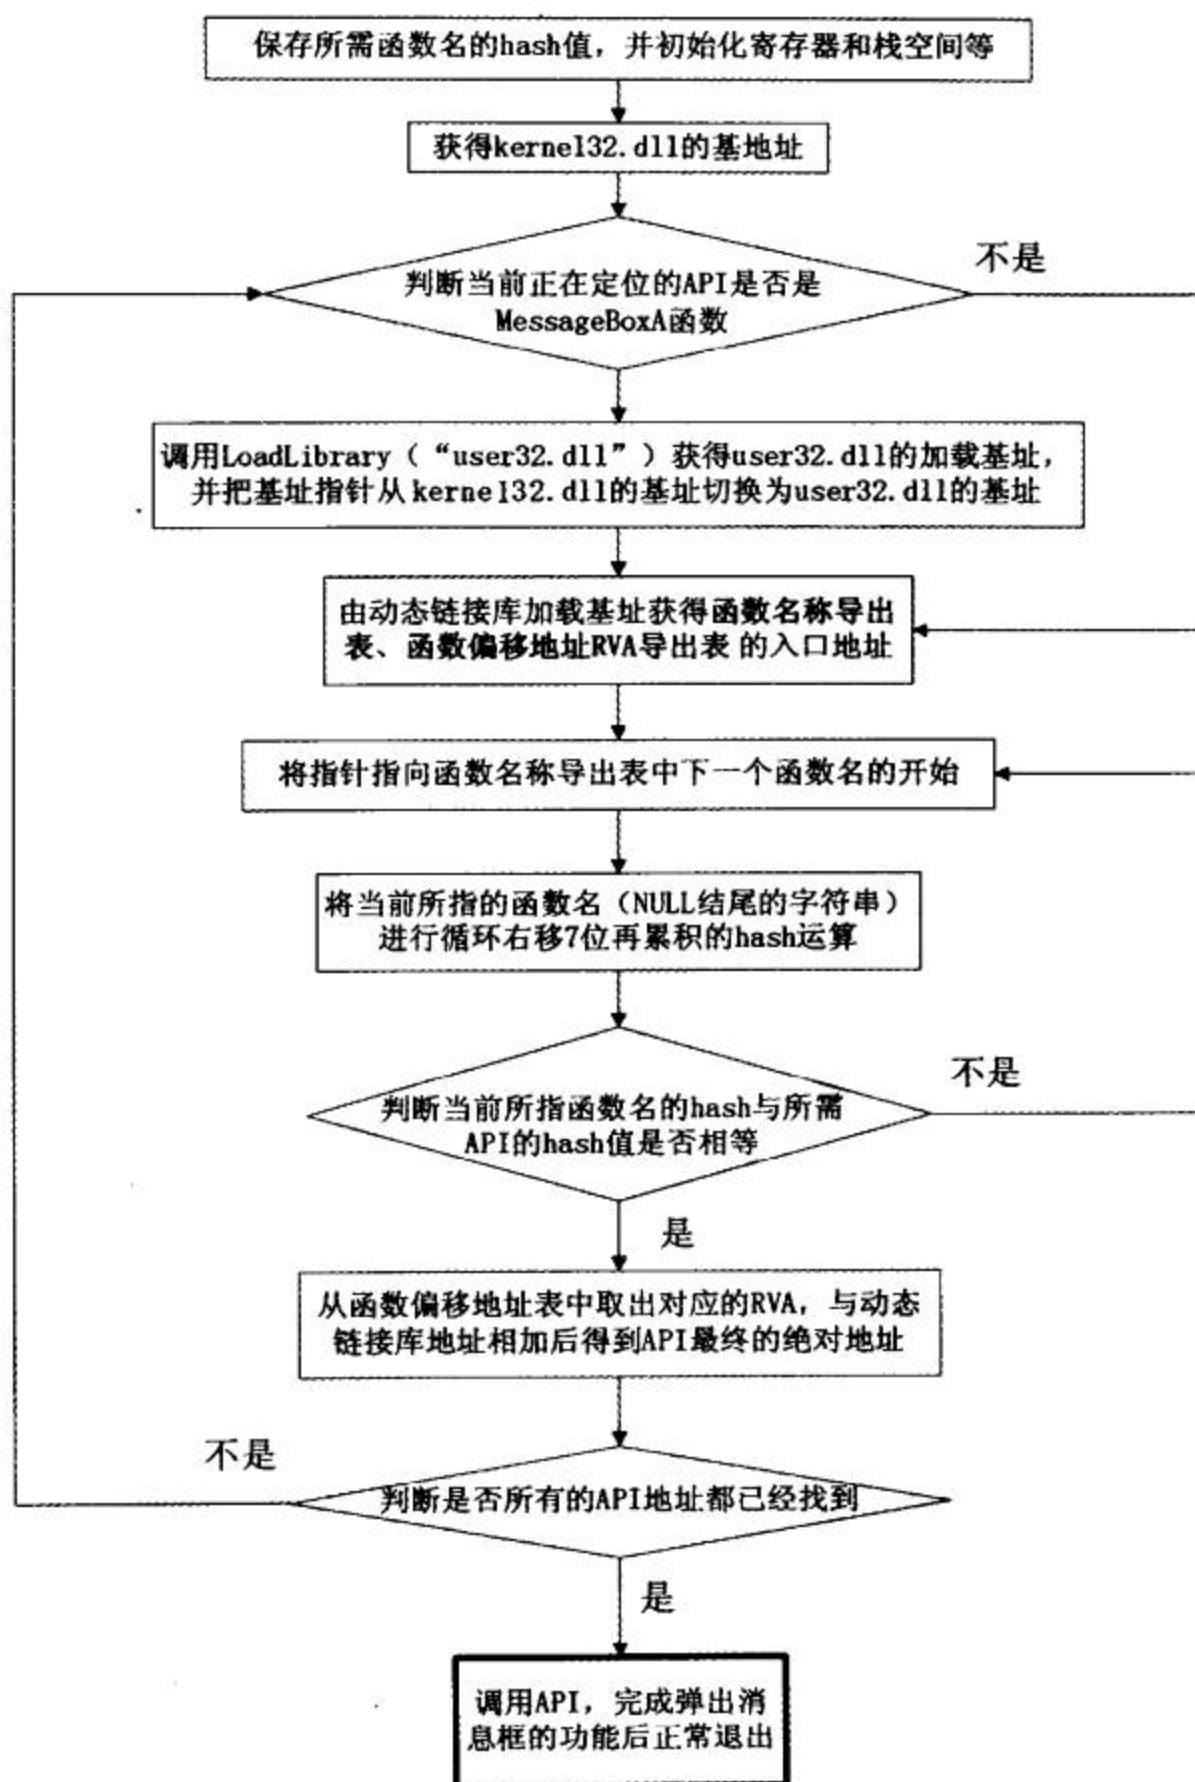 保存所需函数名的hash值，并初始化寄存器和栈空间等
获得kernel32.dll的基地址
不是
判断当前正在定位的API是否是
MessageBoxA函数
调用LoadLibrary（“user32.dll”）获得user32.dll的加载基址，
并把基址指针从kernel32.dll的基址切换为user32.dll的基址
由动态链接库加载基址获得函数名称导出
表、函数偏移地址RVA导出表 的入口地址
将指针指向函数名称导出表中下一个函数名的开始
将当前所指的函数名（NULL结尾的字符串）
进行循环右移7位再累积的hash运算
不是
判断当前所指函数名的hash与所需
API的hash值是否相等
是
从函数偏移地址表中取出对应的RVA，与动态
链接库地址相加后得到API最终的绝对地址
不是
判断是否所有的API地址都已经找到
是
调用API，完成弹出消
息框的功能后正常退出